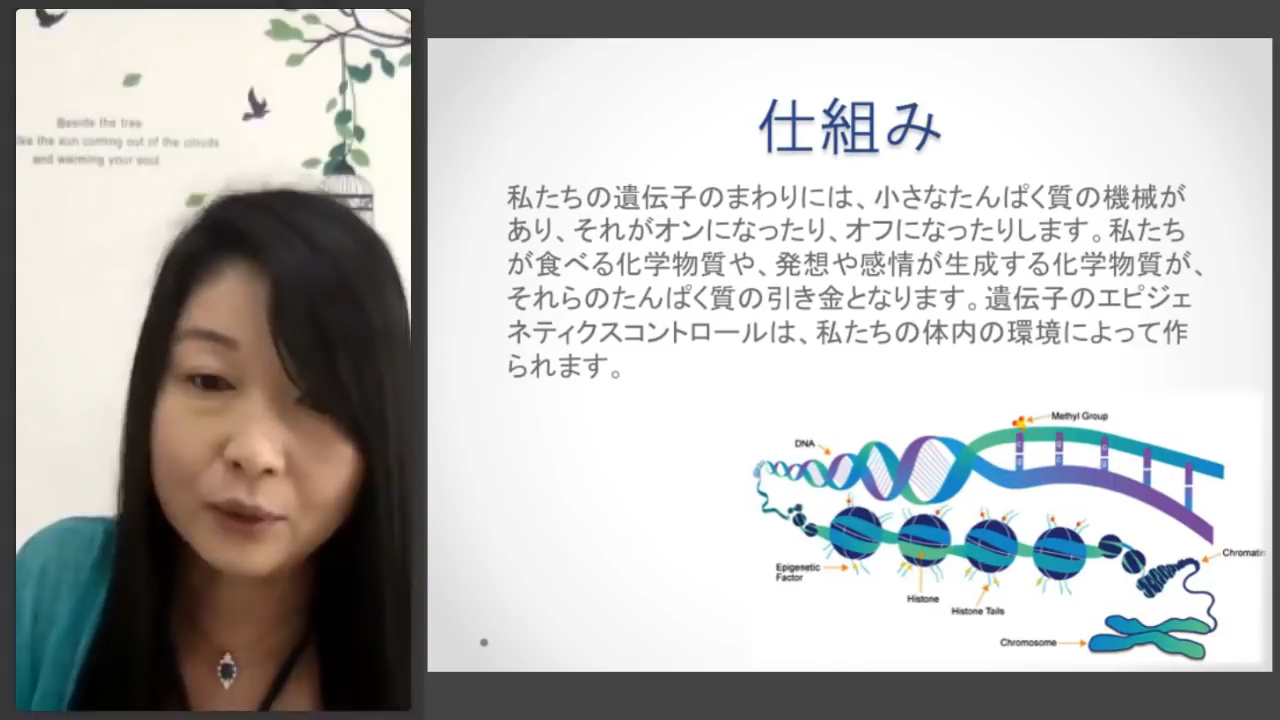 Beside the tree
like the sun coming out of the clouds
and warming your soul
仕組み
私たちの遺伝子のまわりには、小さなたんぱく質の機械が
あり、それがオンになったり、オフになったりします。私たち
が食べる化学物質や、発想や感情が生成する化学物質が、
それらのたんぱく質の引き金となります。遺伝子のエピジェ
ネティクスコントロールは、私たちの体内の環境によって作
られます。
Methyl Group
DNA
Chromatin
Epigenetic
Factor
Histone
Histone Tails
Chromosome